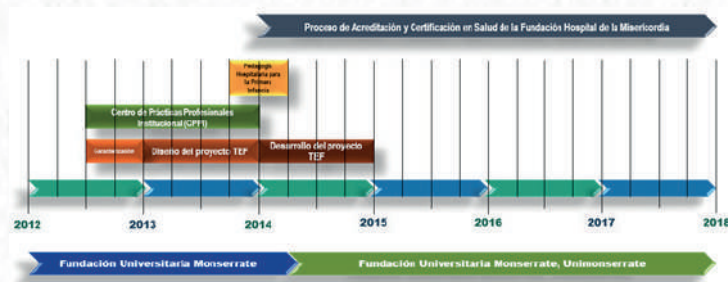 Proceso de Acreditación y Certificación en Salud de la Fundación Hospital de la Misericordia
Pedagogía
Hospitalaria para
la Primera
Infancia
Centro de Prácticas Profesionales
Institucional (CPPI)
Caracterización
Diseño del proyecto TEF
Desarrollo del proyecto
TEF
2012
2013
2014
2015
2016
2017
2018
Fundación Universitaria Monserrate
Fundación Universitaria Monserrate, Unimonserrate